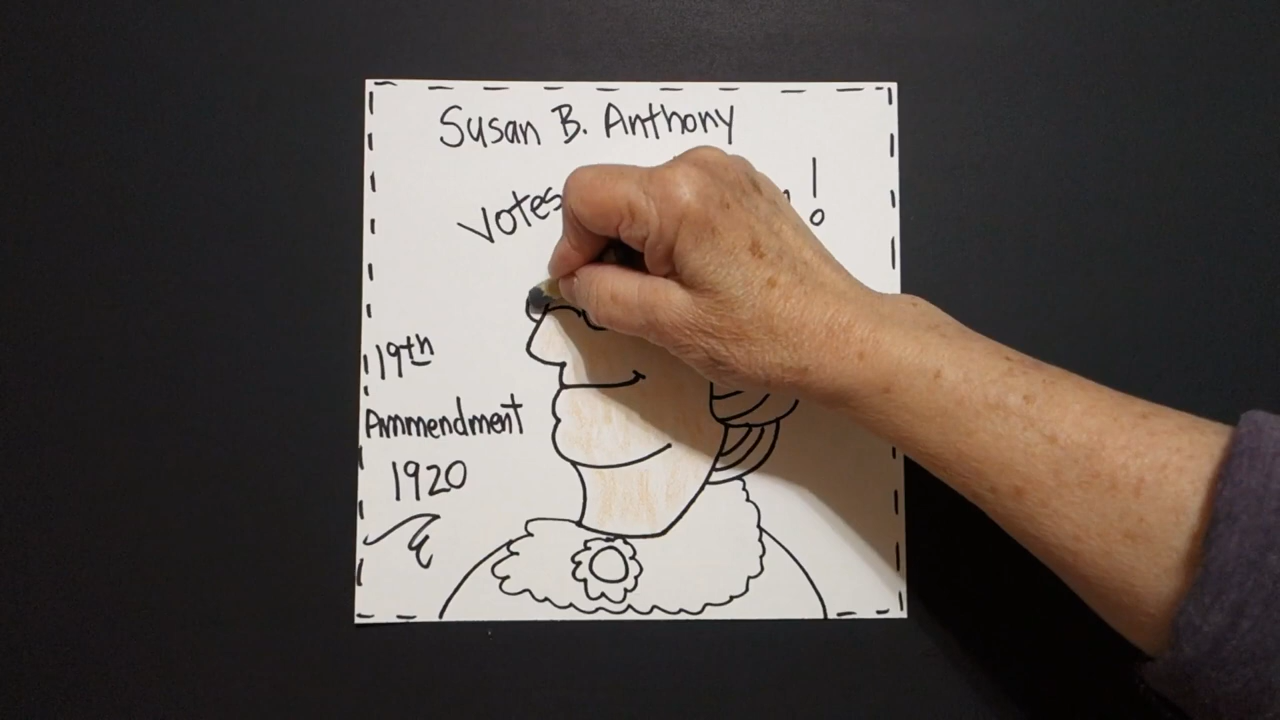 Susan B. Anthony
Votes !
19th
Ammendment
1920